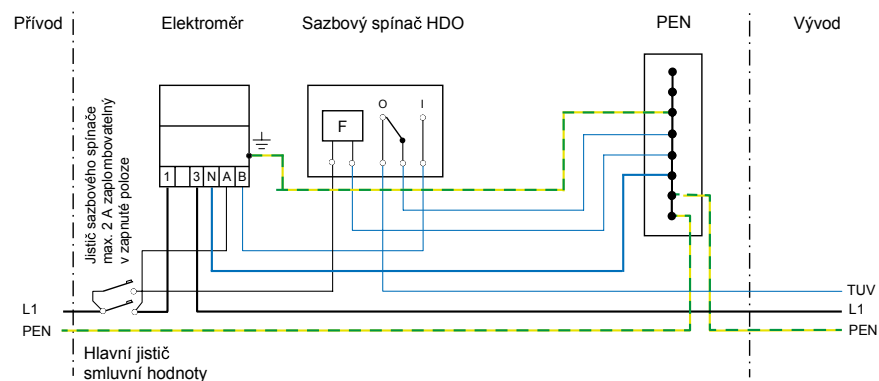 Přívod Elektroměr Sazbový spínač HDO PEN Vývod
Jistič sazbového spínače
max. 2 A zaplombovatelný
v zapnuté poloze
F
O I
1 3 N A B
TUV
L1 L1
PEN PEN
Hlavní jistič
smluvní hodnoty